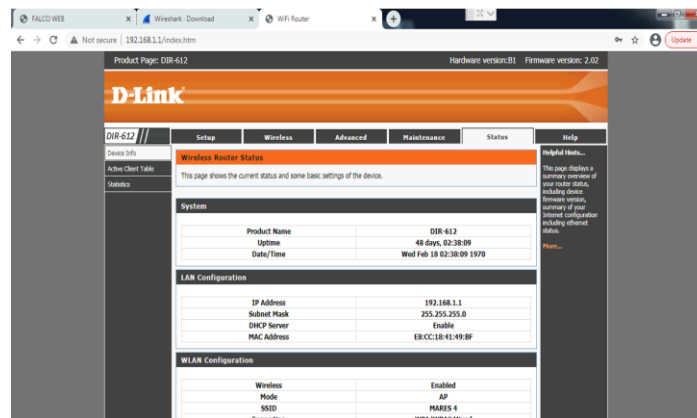 FALCO WEB
Wireshark · Download
WiFi Router
Not secure | 192.168.1.1/index.htm
Update
Product Page: DIR-612
Hardware version:B1 Firmware version: 2.02
D-Link
DIR-612
Setup
Wireless
Advanced
Maintenance
Status
Help
Device Info
Active Client Table
Statistics
Wireless Router Status
This page shows the current status and some basic settings of the device.
System
Product Name DIR-612
Uptime 48 days, 02:38:09
Date/Time Wed Feb 18 02:38:09 1970
LAN Configuration
IP Address 192.168.1.1
Subnet Mask 255.255.255.0
DHCP Server Enable
MAC Address E8:CC:18:41:49:BF
WLAN Configuration
Wireless Enabled
Mode AP
SSID MARES 4
Helpful Hints...
This page displays a
summary overview of
your router status,
including device
firmware version,
summary of your
Internet configuration
including ethernet
status.
More...